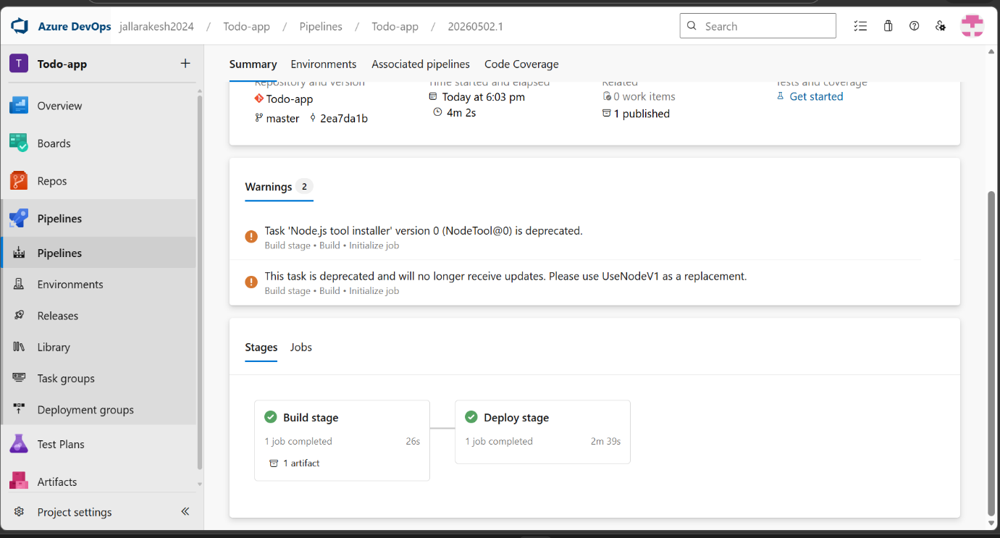 Azure DevOps jallarakesh2024 / Todo-app / Pipelines / Todo-app / 20260502.1
Search
T Todo-app +
Overview
Boards
Repos
Pipelines
Pipelines
Environments
Releases
Library
Task groups
Deployment groups
Test Plans
Artifacts
Project settings
Summary Environments Associated pipelines Code Coverage
Repository and version
Todo-app
master 2ea7da1b
Time started and elapsed
Today at 6:03 pm
4m 2s
Related
0 work items
1 published
Tests and coverage
Get started
Warnings 2
Task 'Node.js tool installer' version 0 (NodeTool@0) is deprecated.
Build stage • Build • Initialize job
This task is deprecated and will no longer receive updates. Please use UseNodeV1 as a replacement.
Build stage • Build • Initialize job
Stages Jobs
Build stage
1 job completed 26s
1 artifact
Deploy stage
1 job completed 2m 39s